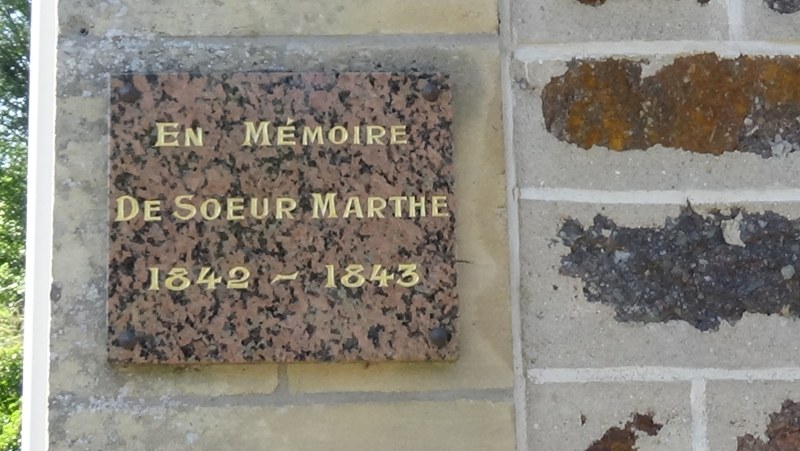 En Mémoire
De Soeur Marthe
1842 ~ 1843